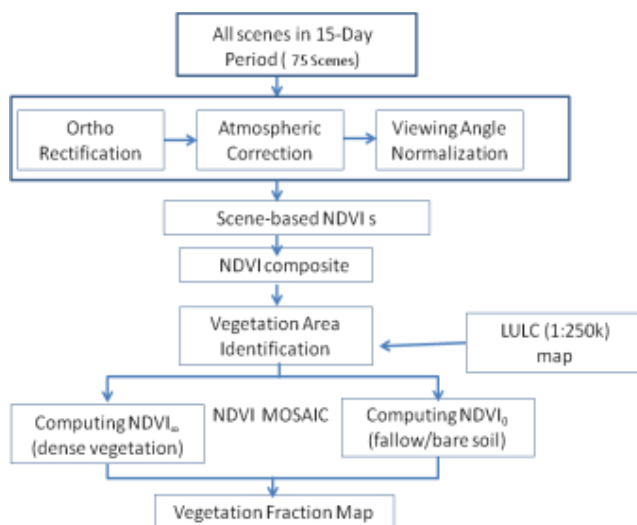 All scenes in 15-Day
Period ( 75 Scenes)
Ortho
Rectification
Atmospheric
Correction
Viewing Angle
Normalization
Scene-based NDVI s
NDVI composite
Vegetation Area
Identification
LULC (1:250k)
map
Computing NDVI∞
(dense vegetation)
NDVI MOSAIC
Computing NDVI₀
(fallow/bare soil)
Vegetation Fraction Map